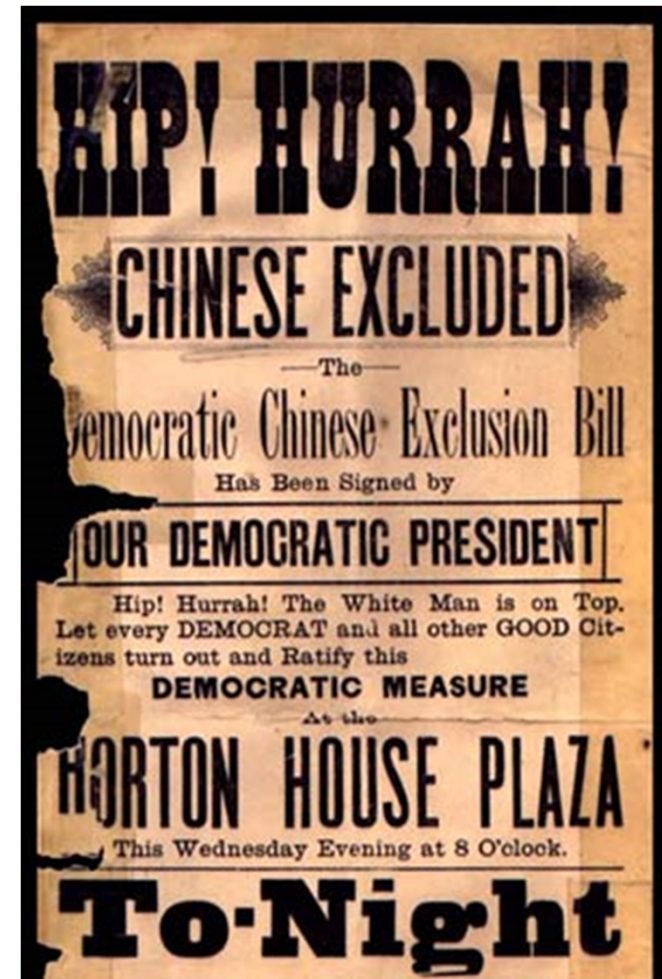 HIP! HURRAH!
CHINESE EXCLUDED
The
Democratic Chinese Exclusion Bill
Has Been Signed by
OUR DEMOCRATIC PRESIDENT
Hip! Hurrah! The White Man is on Top.
Let every DEMOCRAT and all other GOOD Cit-
izens turn out and Ratify this
DEMOCRATIC MEASURE
At the
HORTON HOUSE PLAZA
This Wednesday Evening at 8 O'clock.
To-Night